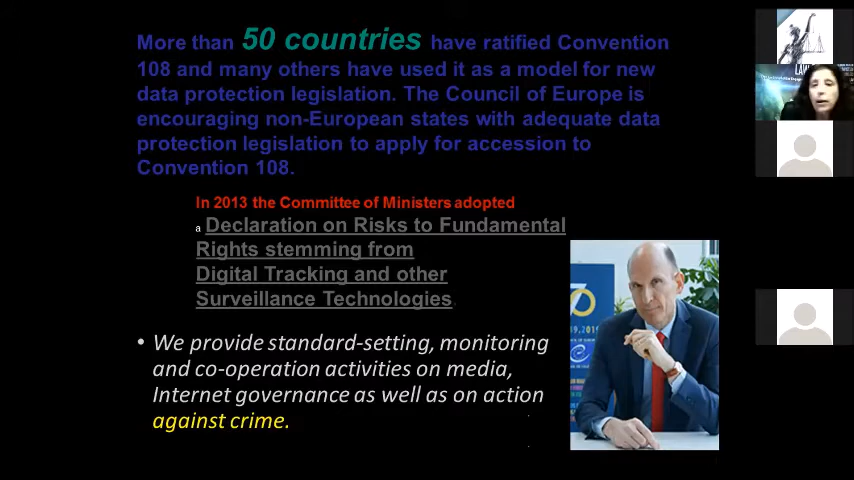 More than 50 countries have ratified Convention
108 and many others have used it as a model for new
data protection legislation. The Council of Europe is
encouraging non-European states with adequate data
protection legislation to apply for accession to
Convention 108.
In 2013 the Committee of Ministers adopted
a Declaration on Risks to Fundamental
Rights stemming from
Digital Tracking and other
Surveillance Technologies.
• We provide standard-setting, monitoring
and co-operation activities on media,
Internet governance as well as on action
against crime.